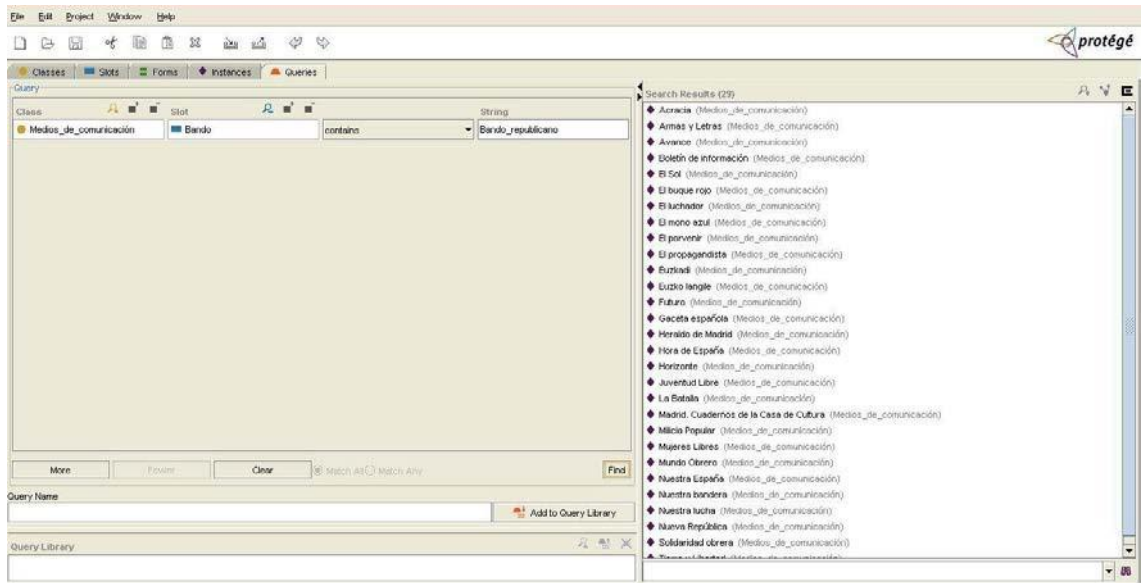 File Edit Project Window Help
protégé
Classes Slots Forms Instances Queries
Query
Class Slot String
Medios_de_comunicación Bando contains Bando_republicano
More Fewer Clear Match All Match Any Find
Query Name
Add to Query Library
Query Library
Search Results (29)
Acracia (Medios_de_comunicación)
Armas y Letras (Medios_de_comunicación)
Avance (Medios_de_comunicación)
Boletín de información (Medios_de_comunicación)
El Sol (Medios_de_comunicación)
El buque rojo (Medios_de_comunicación)
El luchador (Medios_de_comunicación)
El mono azul (Medios_de_comunicación)
El porvenir (Medios_de_comunicación)
El propagandista (Medios_de_comunicación)
Euzkadi (Medios_de_comunicación)
Euzko langile (Medios_de_comunicación)
Futuro (Medios_de_comunicación)
Gaceta española (Medios_de_comunicación)
Heraldo de Madrid (Medios_de_comunicación)
Hora de España (Medios_de_comunicación)
Horizonte (Medios_de_comunicación)
Juventud Libre (Medios_de_comunicación)
La Batalla (Medios_de_comunicación)
Madrid. Cuadernos de la Casa de Cultura (Medios_de_comunicación)
Milicia Popular (Medios_de_comunicación)
Mujeres Libres (Medios_de_comunicación)
Mundo Obrero (Medios_de_comunicación)
Nuestra España (Medios_de_comunicación)
Nuestra bandera (Medios_de_comunicación)
Nuestra lucha (Medios_de_comunicación)
Nueva República (Medios_de_comunicación)
Solidaridad obrera (Medios_de_comunicación)